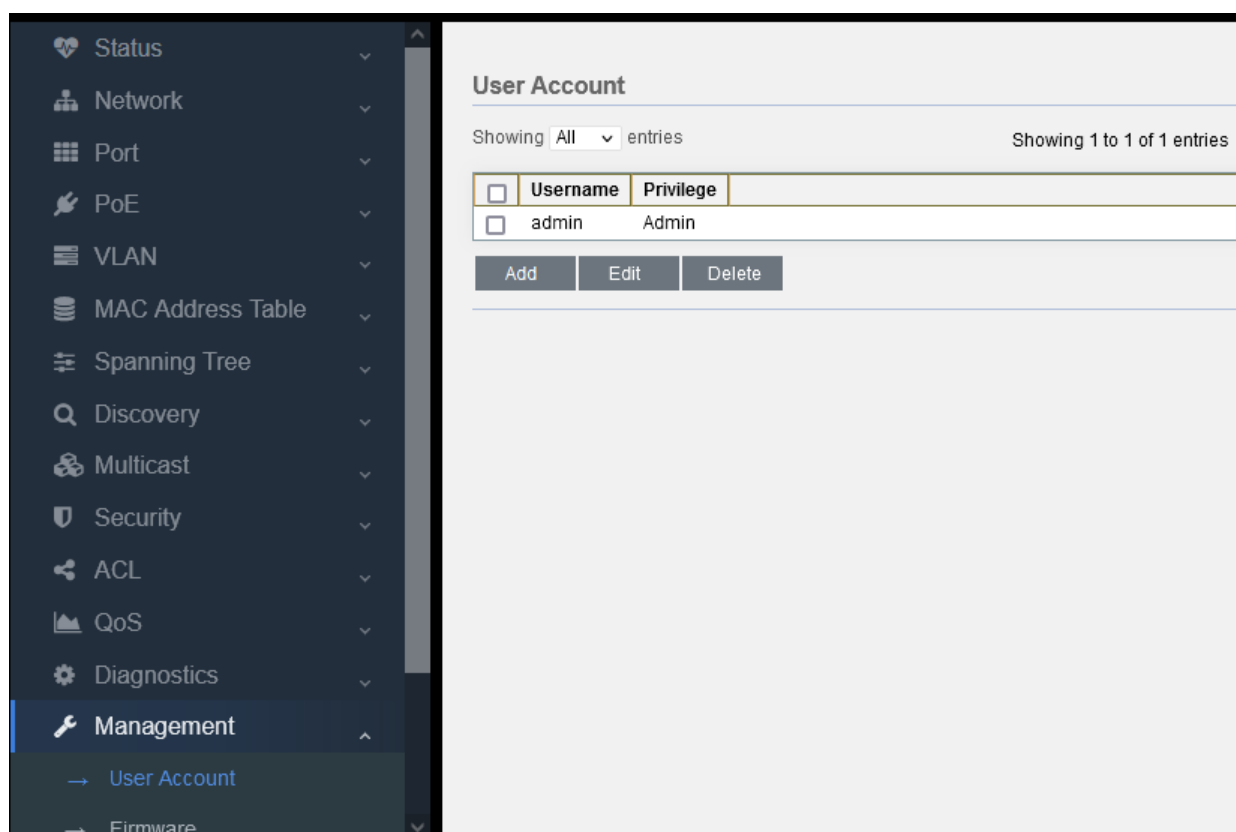 Status
Network
Port
PoE
VLAN
MAC Address Table
Spanning Tree
Discovery
Multicast
Security
ACL
QoS
Diagnostics
Management
→ User Account
→ Firmware
User Account
Showing All entries
Showing 1 to 1 of 1 entries
Username Privilege
admin Admin
Add Edit Delete